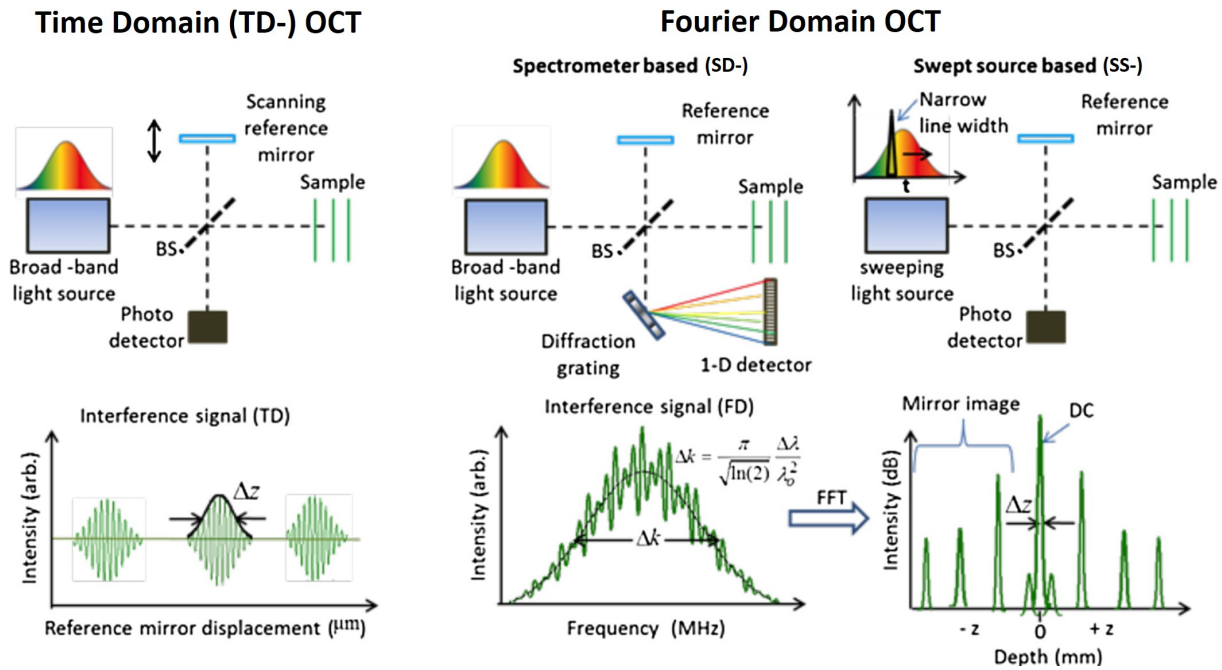 Time Domain (TD-) OCT
Fourier Domain OCT
Spectrometer based (SD-)
Swept source based (SS-)
Scanning
reference
mirror
Sample
BS
Broad -band
light source
Photo
detector
Reference
mirror
Sample
BS
Broad -band
light source
Diffraction
grating
1-D detector
Narrow
line width
t
Reference
mirror
Sample
BS
sweeping
light source
Photo
detector
Interference signal (TD)
Intensity (arb.)
Δz
Reference mirror displacement (µm)
Interference signal (FD)
Intensity (arb.)
Δk = π/√ln(2) Δλ/λo²
Δk
Frequency (MHz)
FFT
Mirror image
DC
Intensity (dB)
Δz
- z
0
+ z
Depth (mm)